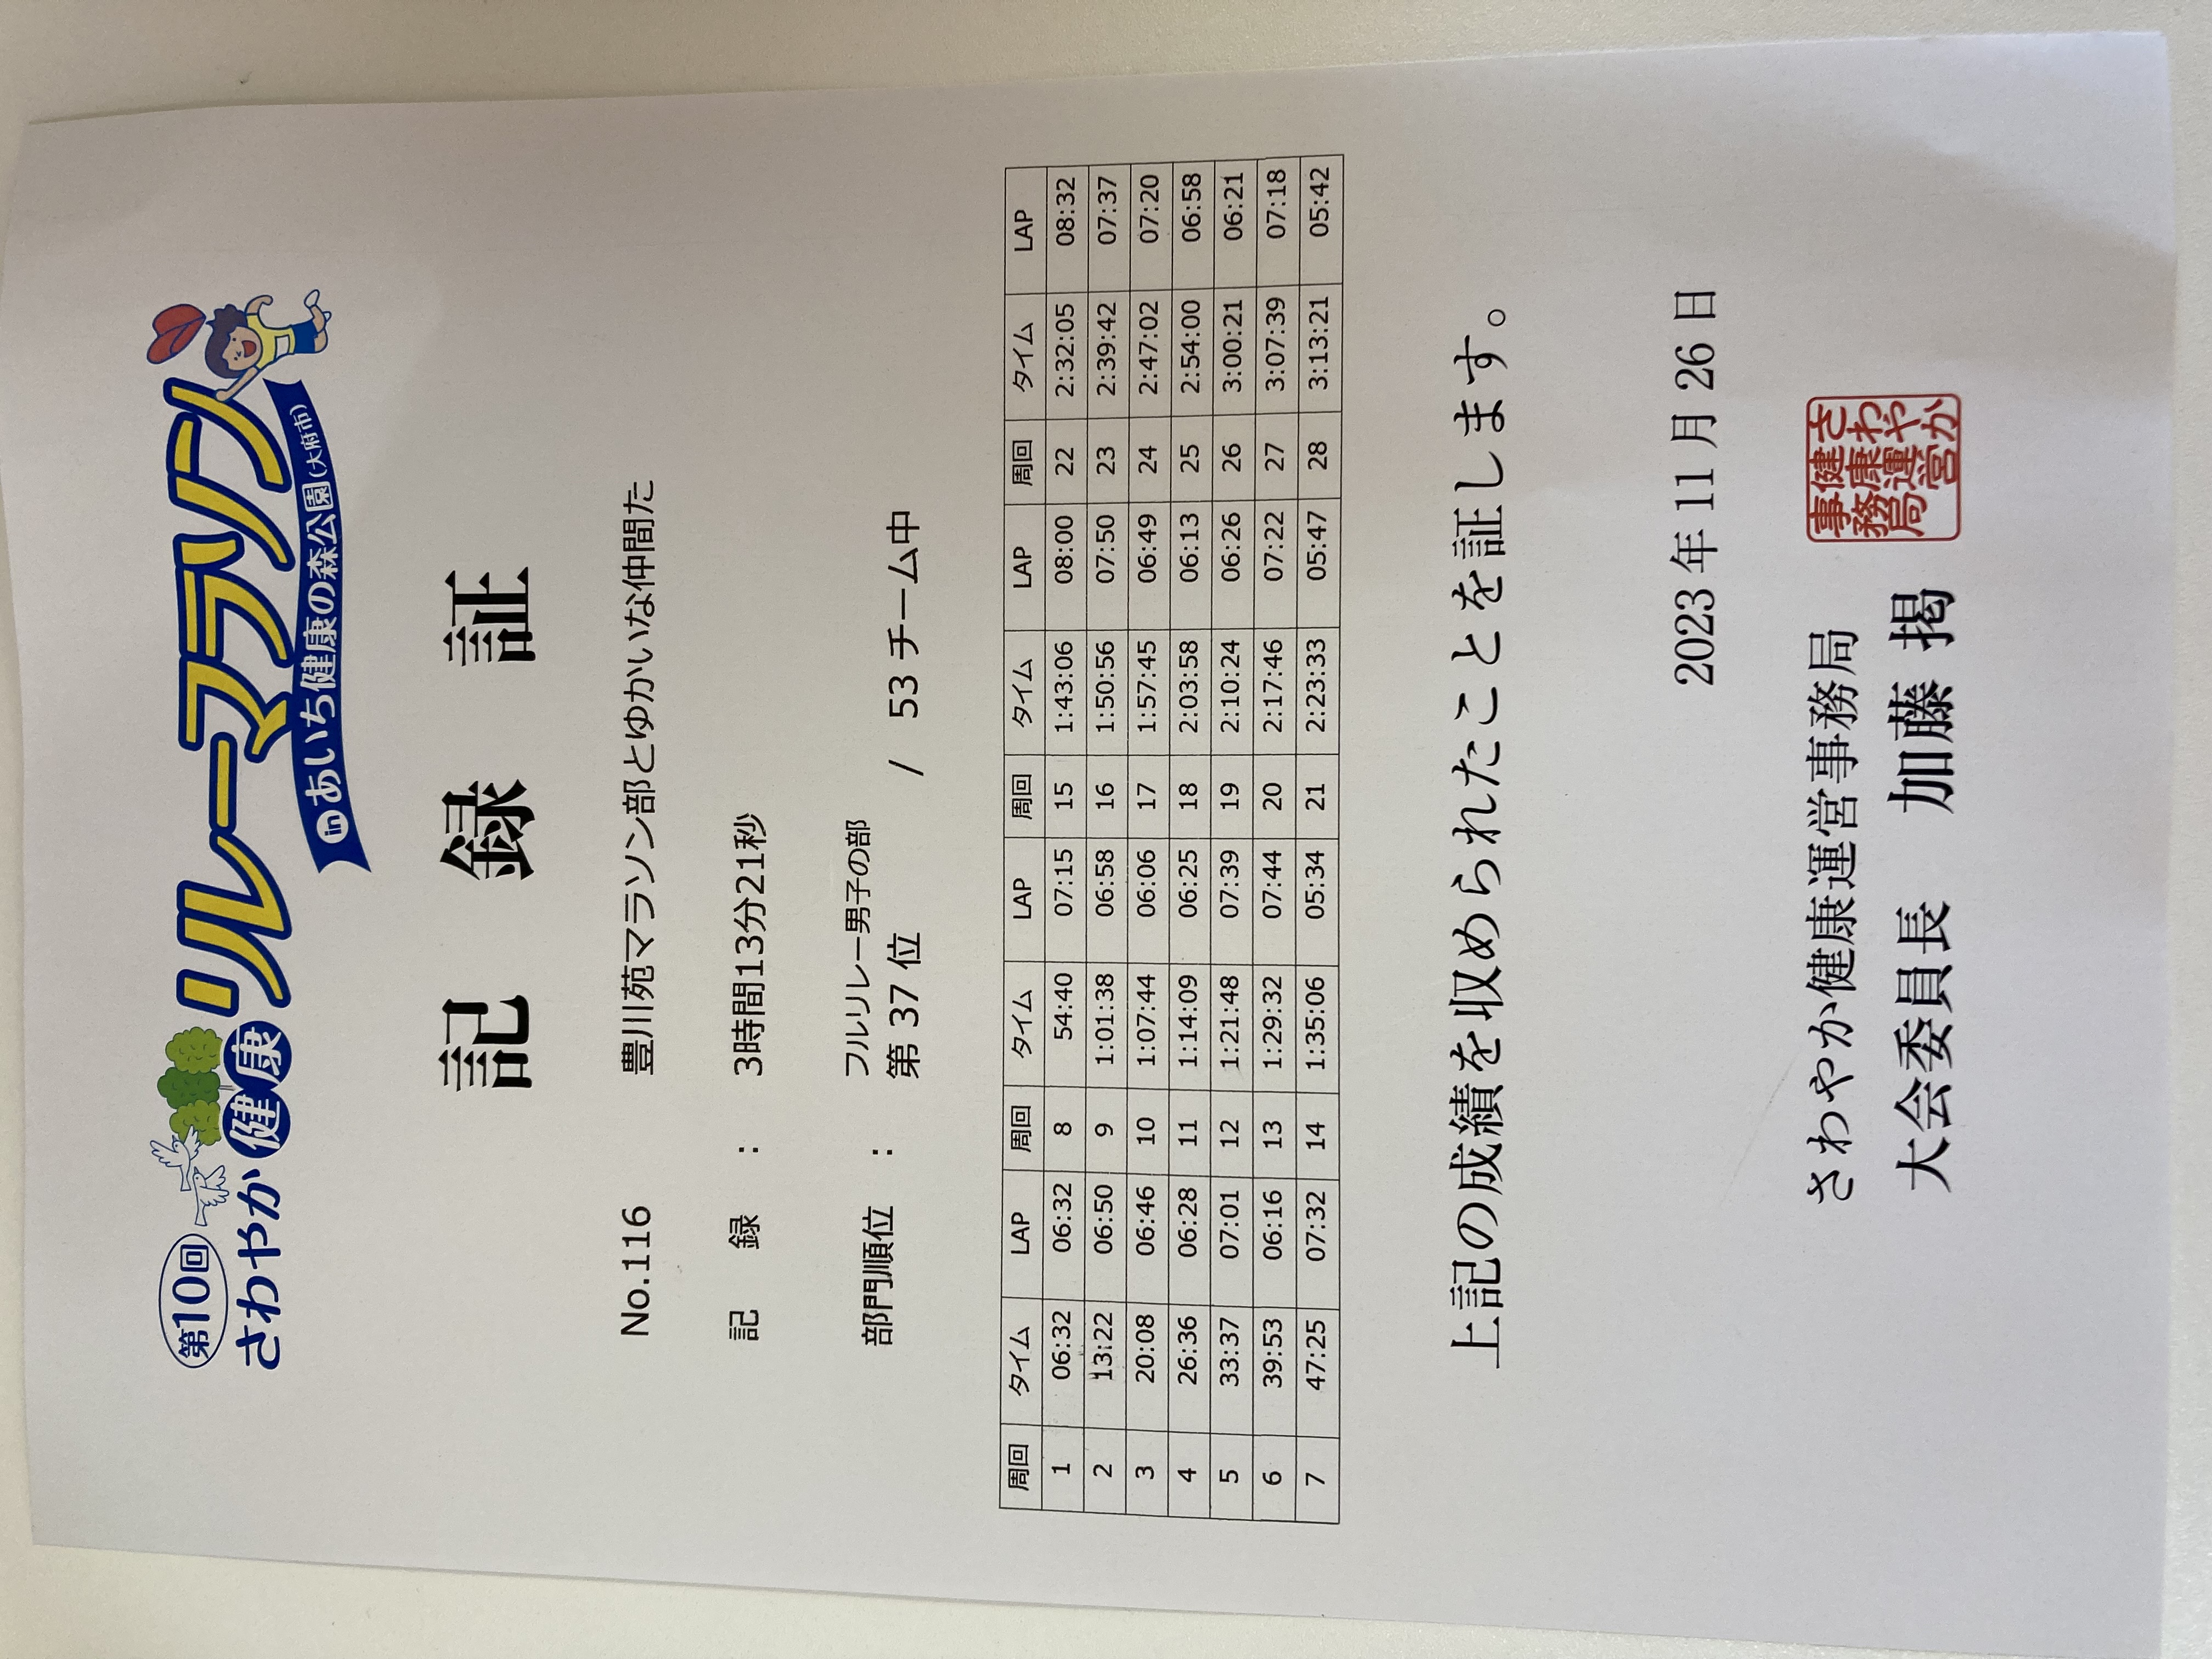 第10回
さわやか健康リレーマラソン
inあいち健康の森公園(大府市)
記 録 証
No.116 豊川苑マラソン部とゆかいな仲間た
記 録 : 3時間13分21秒
フルリレー男子の部
部門順位 : 第 37 位 / 53 チーム中
周回 タイム LAP 周回 タイム LAP 周回 タイム LAP 周回 タイム LAP
1 06:32 06:32 8 54:40 07:15 15 1:43:06 08:00 22 2:32:05 08:32
2 13:22 06:50 9 1:01:38 06:58 16 1:50:56 07:50 23 2:39:42 07:37
3 20:08 06:46 10 1:07:44 06:06 17 1:57:45 06:49 24 2:47:02 07:20
4 26:36 06:28 11 1:14:09 06:25 18 2:03:58 06:13 25 2:54:00 06:58
5 33:37 07:01 12 1:21:48 07:39 19 2:10:24 06:26 26 3:00:21 06:21
6 39:53 06:16 13 1:29:32 07:44 20 2:17:46 07:22 27 3:07:39 07:18
7 47:25 07:32 14 1:35:06 05:34 21 2:23:33 05:47 28 3:13:21 05:42
上記の成績を収められたことを証します。
2023 年 11 月 26 日
さわやか健康運営事務局
大会委員長 加藤 揭
さわやか
健康運営
事務局